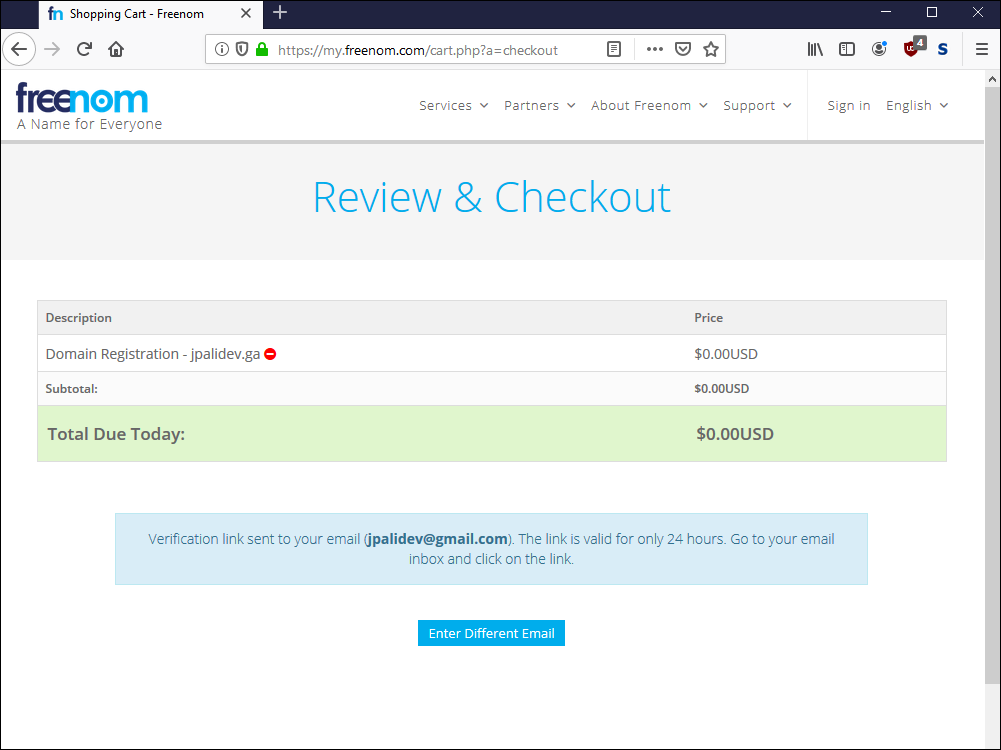 Shopping Cart - Freenom
https://my.freenom.com/cart.php?a=checkout
4
S
freenom
A Name for Everyone
Services Partners About Freenom Support Sign in English
Review & Checkout
Description Price
Domain Registration - jpalidev.ga $0.00USD
Subtotal: $0.00USD
Total Due Today: $0.00USD
Verification link sent to your email (jpalidev@gmail.com). The link is valid for only 24 hours. Go to your email
inbox and click on the link.
Enter Different Email